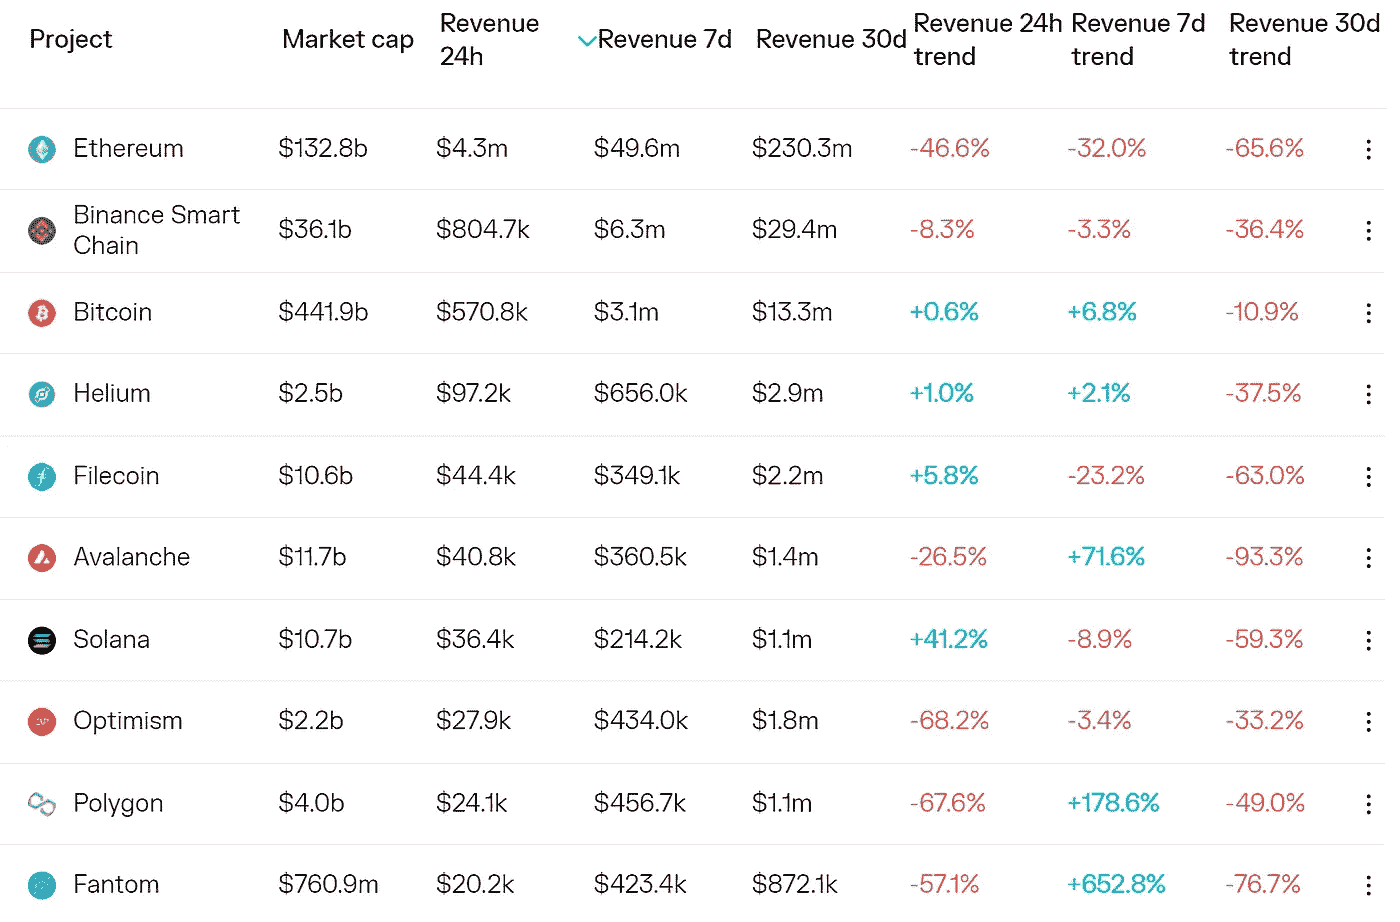 Project Market cap Revenue 24h Revenue 7d Revenue 30d Revenue 24h trend Revenue 7d trend Revenue 30d trend
Ethereum $132.8b $4.3m $49.6m $230.3m -46.6% -32.0% -65.6%
Binance Smart Chain $36.1b $804.7k $6.3m $29.4m -8.3% -3.3% -36.4%
Bitcoin $441.9b $570.8k $3.1m $13.3m +0.6% +6.8% -10.9%
Helium $2.5b $97.2k $656.0k $2.9m +1.0% +2.1% -37.5%
Filecoin $10.6b $44.4k $349.1k $2.2m +5.8% -23.2% -63.0%
Avalanche $11.7b $40.8k $360.5k $1.4m -26.5% +71.6% -93.3%
Solana $10.7b $36.4k $214.2k $1.1m +41.2% -8.9% -59.3%
Optimism $2.2b $27.9k $434.0k $1.8m -68.2% -3.4% -33.2%
Polygon $4.0b $24.1k $456.7k $1.1m -67.6% +178.6% -49.0%
Fantom $760.9m $20.2k $423.4k $872.1k -57.1% +652.8% -76.7%